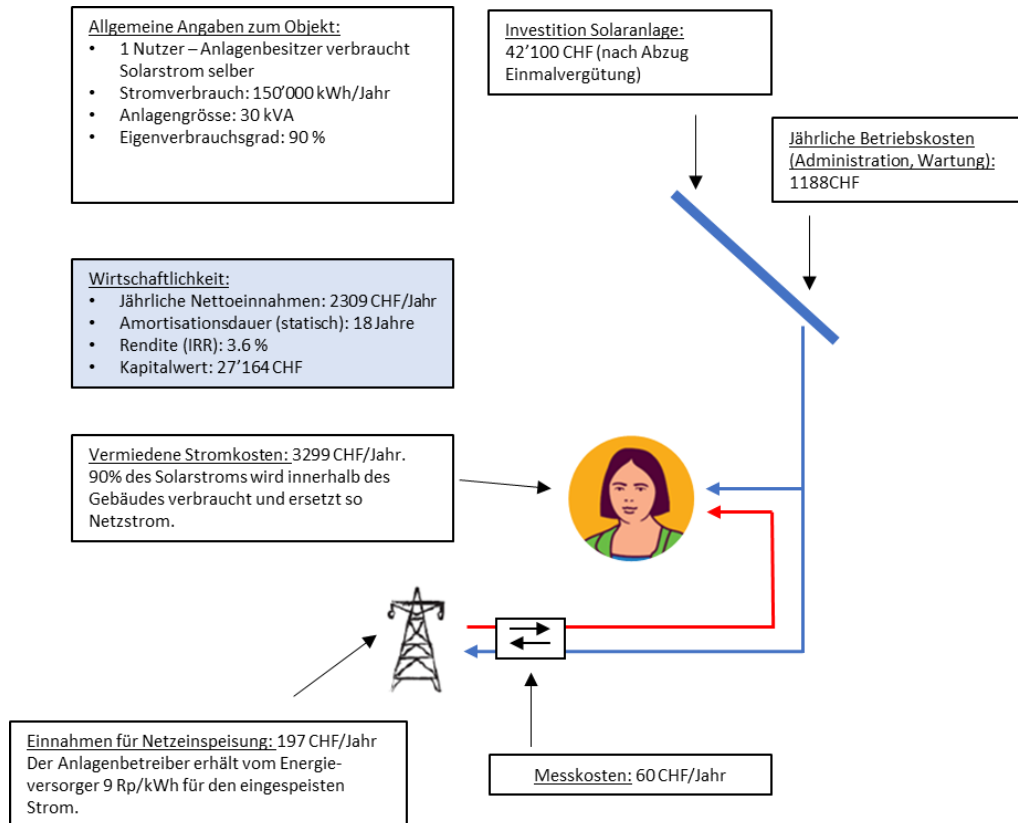 Allgemeine Angaben zum Objekt:
• 1 Nutzer – Anlagenbesitzer verbraucht
Solarstrom selber
• Stromverbrauch: 150’000 kWh/Jahr
• Anlagengrösse: 30 kVA
• Eigenverbrauchsgrad: 90 %
Investition Solaranlage:
42’100 CHF (nach Abzug
Einmalvergütung)
Jährliche Betriebskosten
(Administration, Wartung):
1188CHF
Wirtschaftlichkeit:
• Jährliche Nettoeinnahmen: 2309 CHF/Jahr
• Amortisationsdauer (statisch): 18 Jahre
• Rendite (IRR): 3.6 %
• Kapitalwert: 27’164 CHF
Vermiedene Stromkosten: 3299 CHF/Jahr.
90% des Solarstroms wird innerhalb des
Gebäudes verbraucht und ersetzt so
Netzstrom.
Einnahmen für Netzeinspeisung: 197 CHF/Jahr
Der Anlagenbetreiber erhält vom Energie-
versorger 9 Rp/kWh für den eingespeisten
Strom.
Messkosten: 60 CHF/Jahr